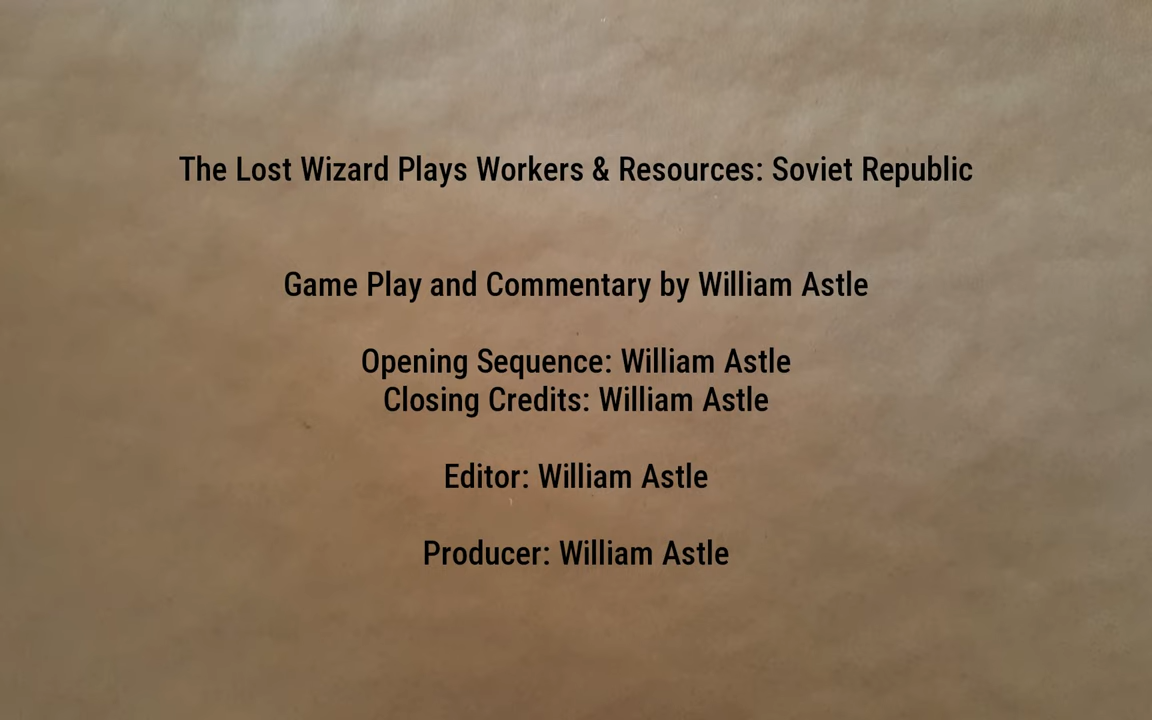 The Lost Wizard Plays Workers & Resources: Soviet Republic
Game Play and Commentary by William Astle
Opening Sequence: William Astle
Closing Credits: William Astle
Editor: William Astle
Producer: William Astle